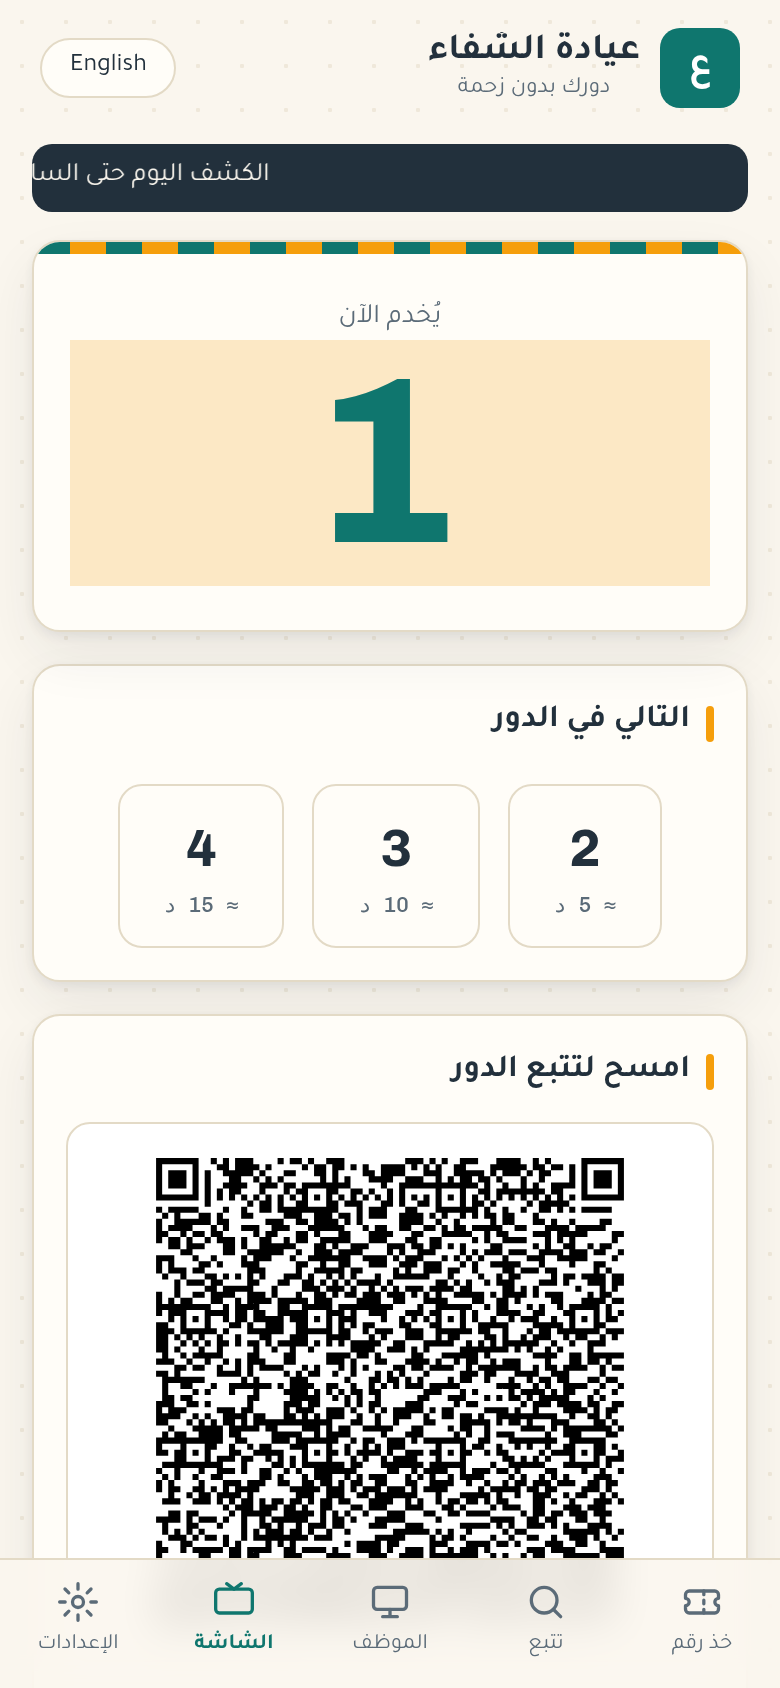 ع
عيادة الشفاء
دورك بدون زحمة
English
الكشف اليوم حتى
يُخدم الآن
1
التالي في الدور
2
≈ 5 د
3
≈ 10 د
4
≈ 15 د
امسح لتتبع الدور
خذ رقم
تتبع
الموظف
الشاشة
الإعدادات